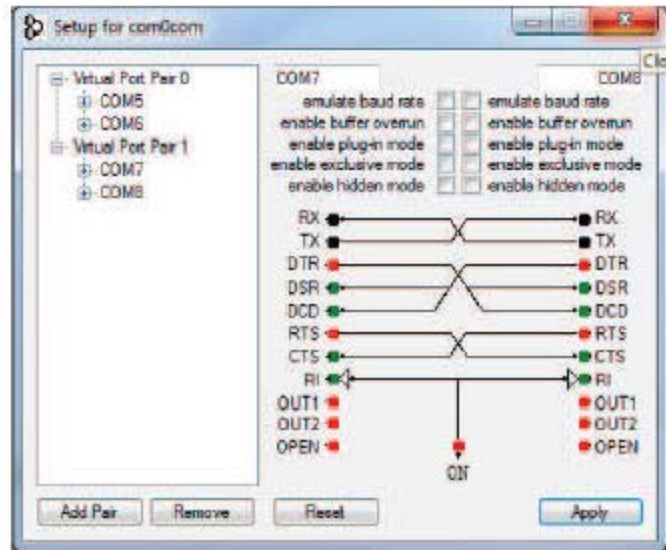 Setup for com0com
Clo
Virtual Port Pair 0
COM5
COM6
Virtual Port Pair 1
COM7
COM8
COM7 COM8
emulate baud rate emulate baud rate
enable buffer overrun enable buffer overrun
enable plug-in mode enable plug-in mode
enable exclusive mode enable exclusive mode
enable hidden mode enable hidden mode
RX RX
TX TX
DTR DTR
DSR DSR
DCD DCD
RTS RTS
CTS CTS
RI RI
OUT1 OUT1
OUT2 OUT2
OPEN OPEN
ON
Add Pair Remove Reset Apply